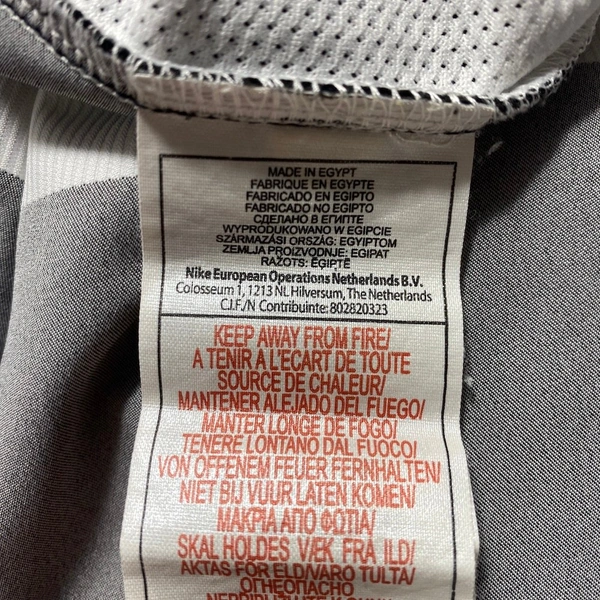 MADE IN EGYPT
FABRIQUE EN EGYPTE
FABRICADO EN EGIPTO
FABRICADO NO EGIPTO
СДЕЛАНО В ЕГИПТЕ
WYPRODUKOWANO W EGIPCIE
SZÁRMAZÁSI ORSZÁG: EGYIPTOM
ZEMLJA PROIZVODNJE: EGIPAT
RAŽOTS: ĒĢIPTĒ
Nike European Operations Netherlands B.V.
Colosseum 1, 1213 NL Hilversum, The Netherlands
C.I.F./N Contribuinte: 802820323
KEEP AWAY FROM FIRE/
A TENIR A L'ECART DE TOUTE
SOURCE DE CHALEUR/
MANTENER ALEJADO DEL FUEGO/
MANTER LONGE DE FOGO/
TENERE LONTANO DAL FUOCO/
VON OFFENEM FEUER FERNHALTEN/
NIET BIJ VUUR LATEN KOMEN/
ΜΑΚΡΙΑ ΑΠΟ ΦΩΤΙΑ/
SKAL HOLDES VÆK FRA ILD/
AKTAS FÖR ELD/VARO TULTA/
ОГНЕОПАСНО